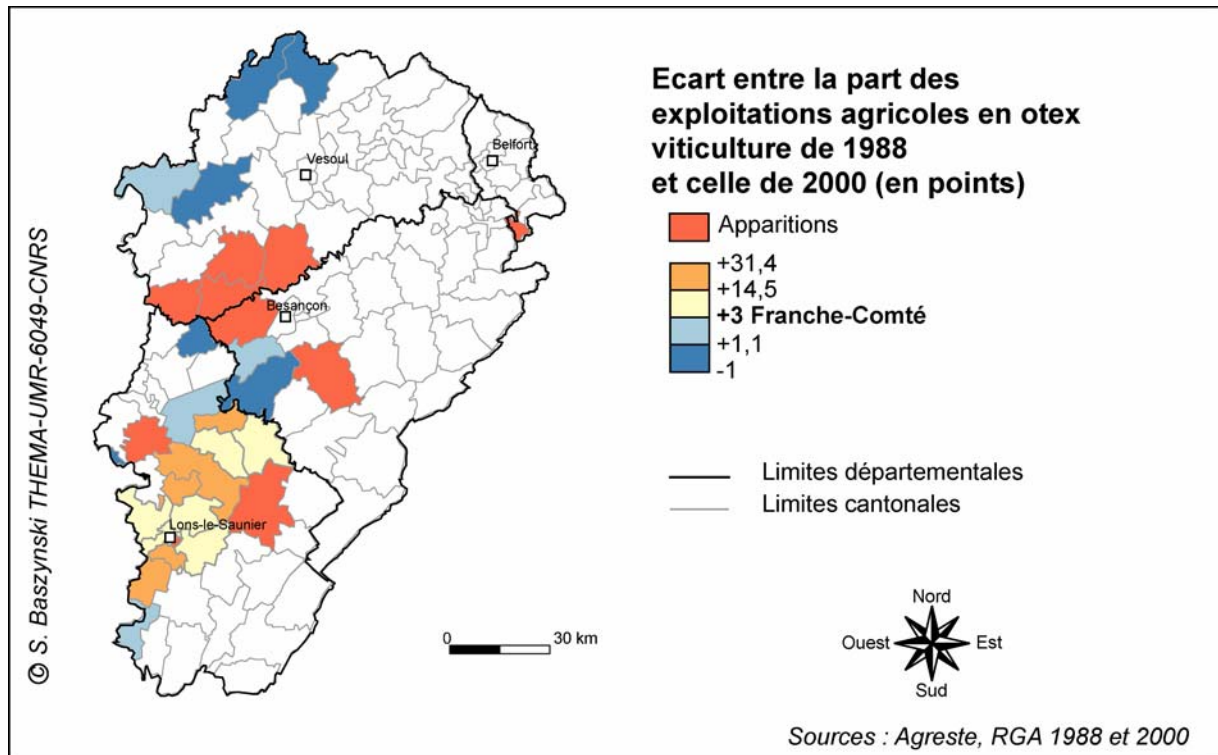 Ecart entre la part des
exploitations agricoles en otex
viticulture de 1988
et celle de 2000 (en points)
Apparitions
+31,4
+14,5
+3 Franche-Comté
+1,1
-1
Limites départementales
Limites cantonales
Vesoul
Belfort
Besançon
Lons-le-Saunier
0 30 km
Nord
Ouest Est
Sud
© S. Baszynski THEMA-UMR-6049-CNRS
Sources : Agreste, RGA 1988 et 2000